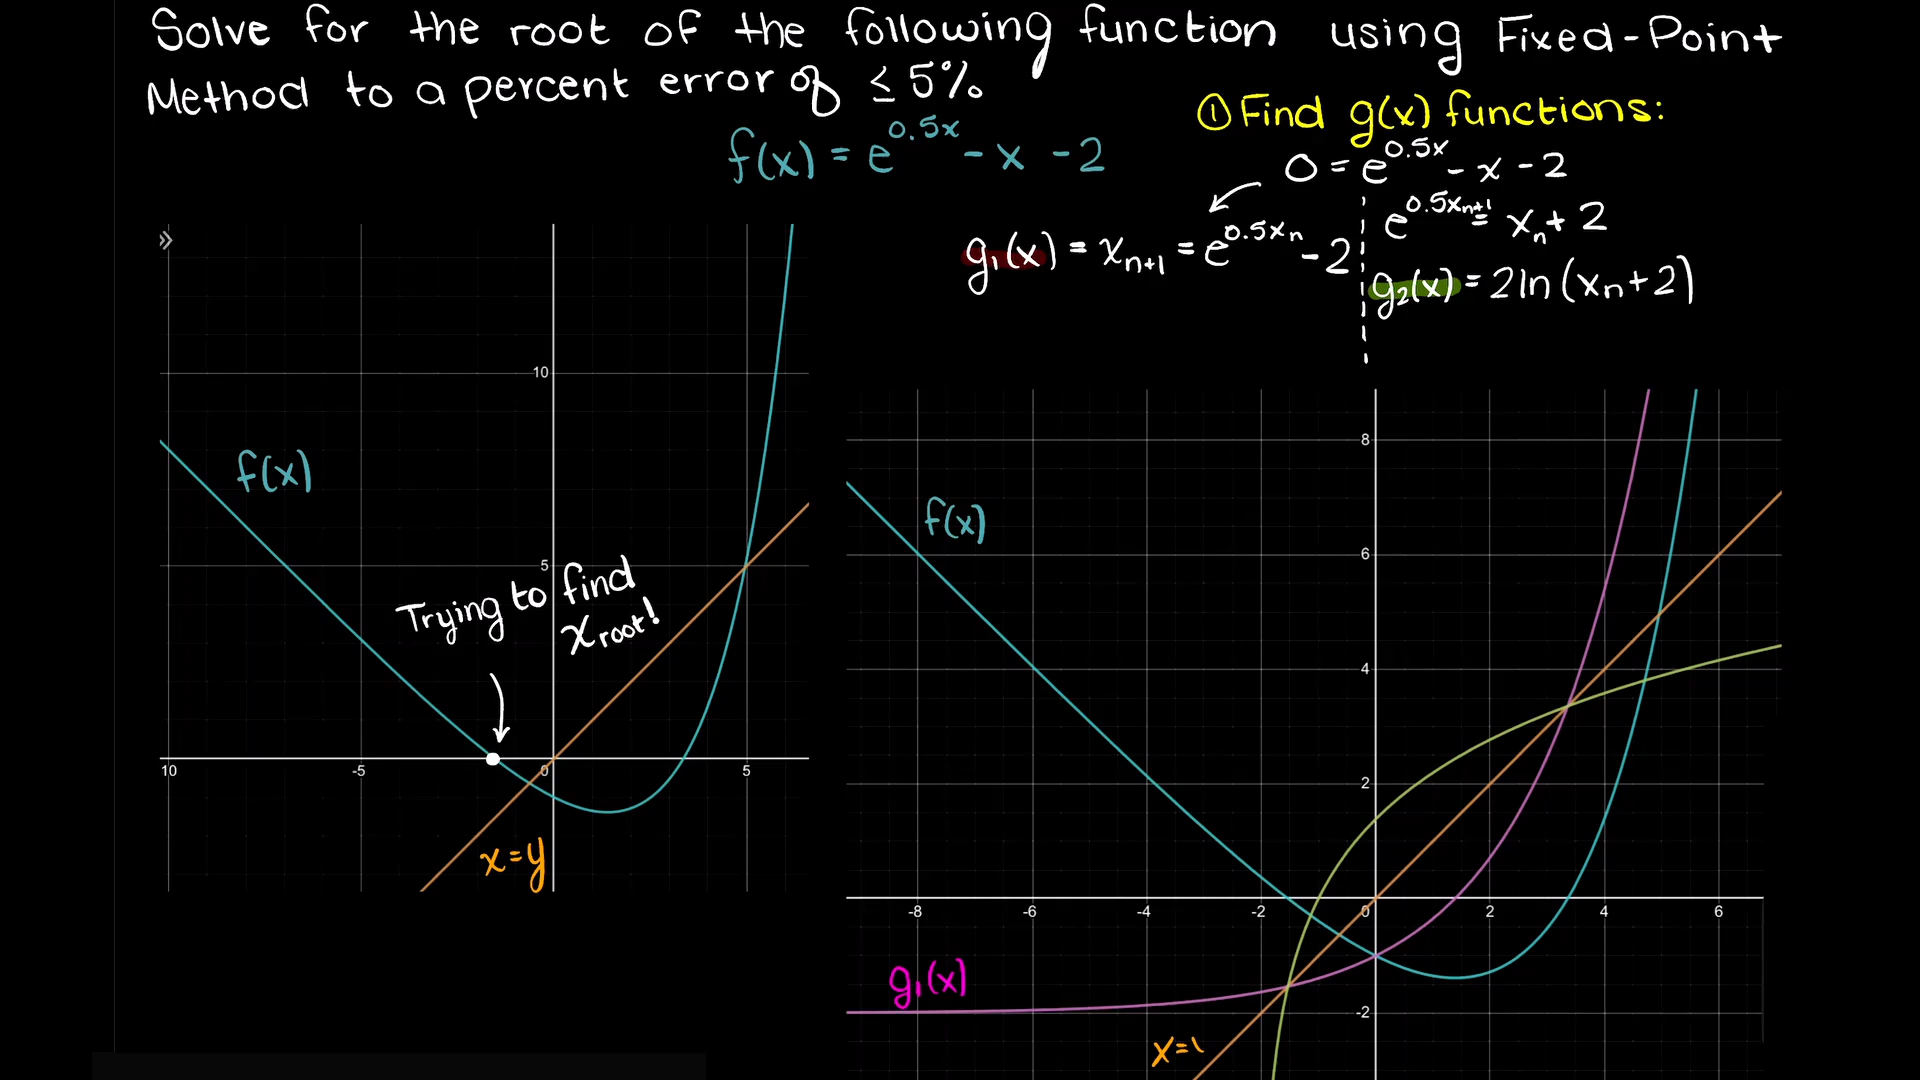 Solve for the root of the following function using Fixed-Point
Method to a percent error of ≤ 5%
f(x) = e^0.5x - x - 2
① Find g(x) functions:
0 = e^0.5x - x - 2
g₁(x) = xₙ₊₁ = e^0.5xₙ - 2
e^0.5xₙ₊₁ = xₙ + 2
g₂(x) = 2ln(xₙ+2)
»
10
f(x)
5
Trying to find
x root!
10 -5 0 5
x=y
8
f(x)
6
4
2
-8 -6 -4 -2 0 2 4 6
g₁(x)
-2
x=